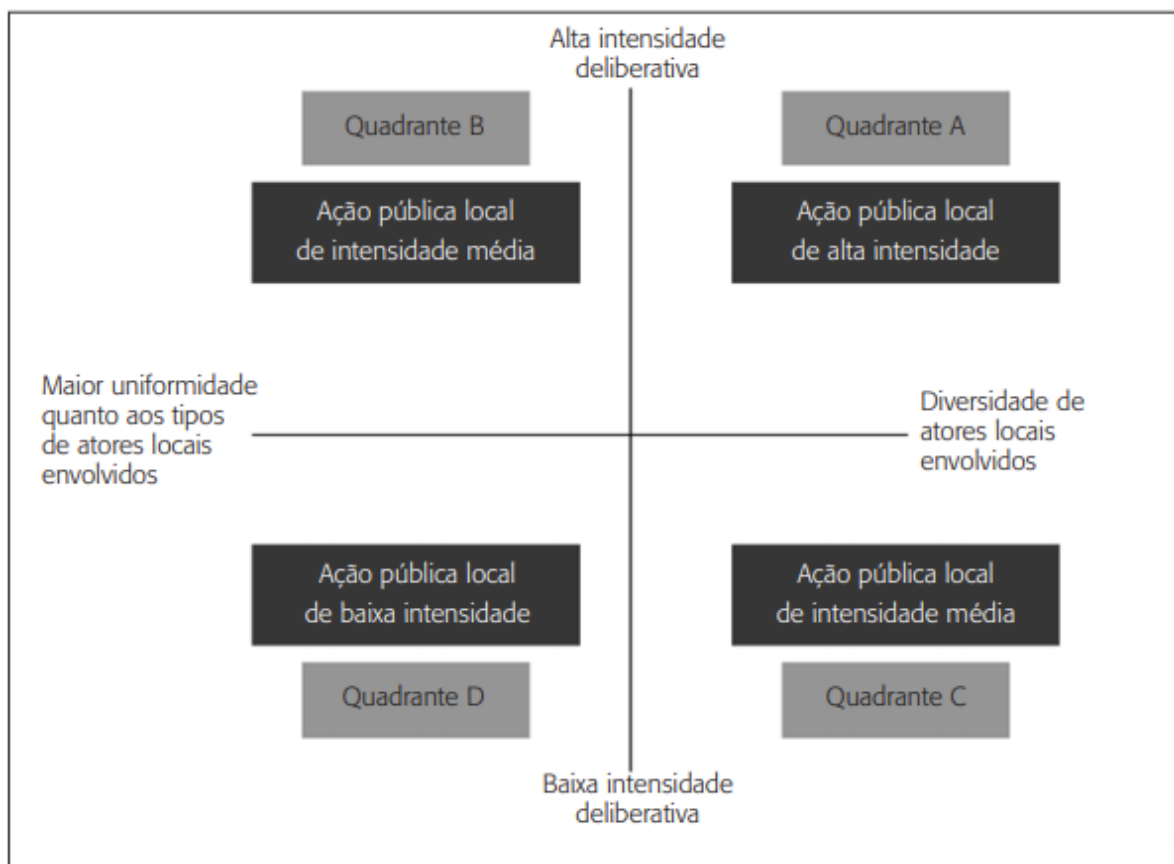 Alta intensidade
deliberativa
Quadrante B
Quadrante A
Ação pública local
de intensidade média
Ação pública local
de alta intensidade
Maior uniformidade
quanto aos tipos
de atores locais
envolvidos
Diversidade de
atores locais
envolvidos
Ação pública local
de baixa intensidade
Ação pública local
de intensidade média
Quadrante D
Quadrante C
Baixa intensidade
deliberativa